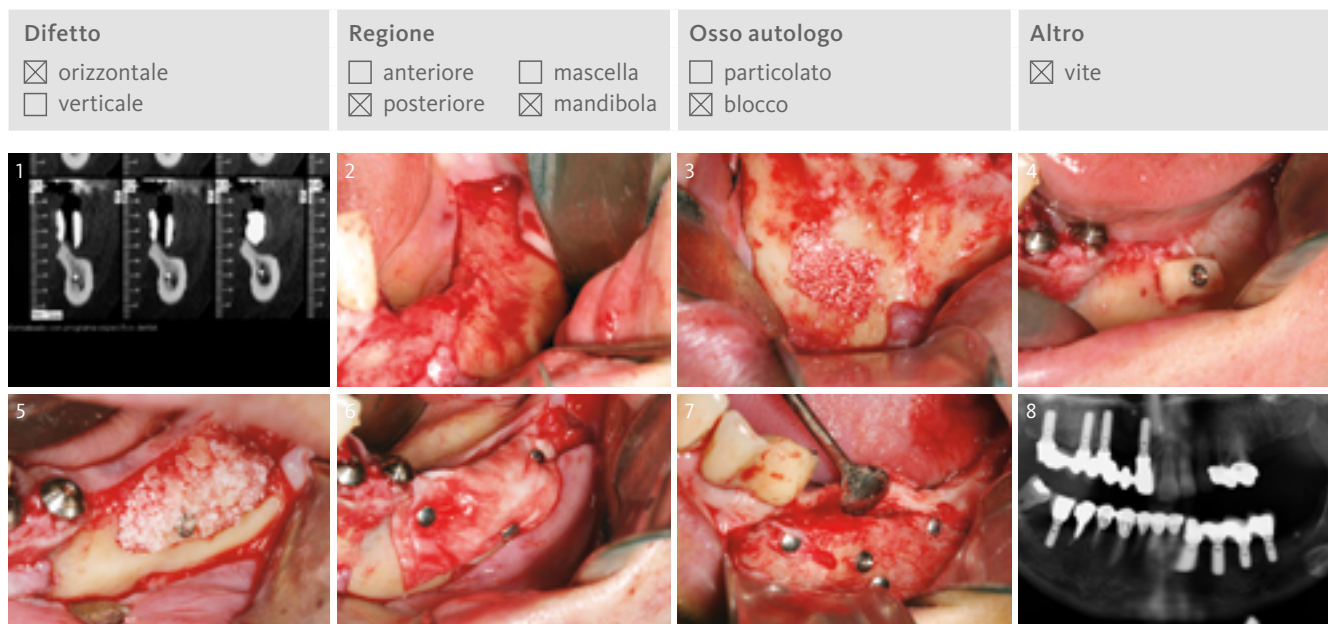 Difetto
☒ orizzontale
☐ verticale
Regione
☐ anteriore ☐ mascella
☒ posteriore ☒ mandibola
Osso autologo
☐ particolato
☒ blocco
Altro
☒ vite
1
2
3
4
5
6
7
8